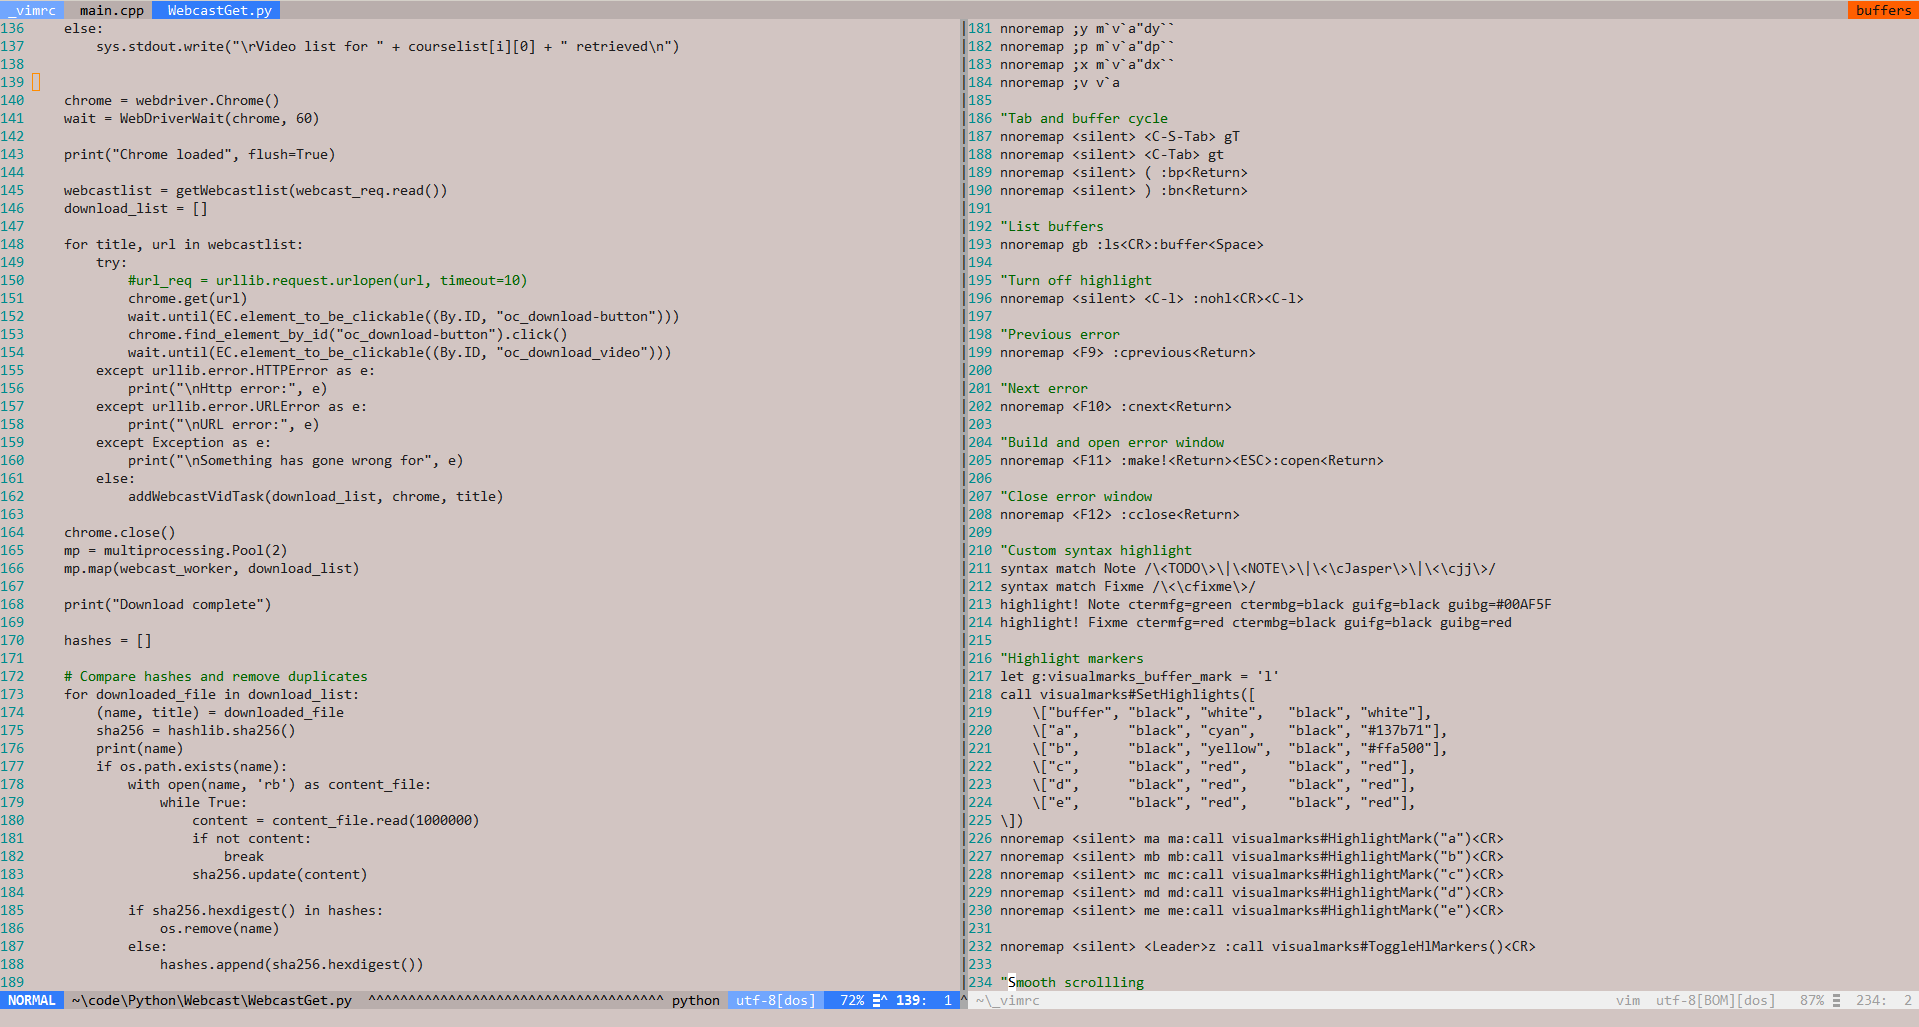 _vimrc main.cpp WebcastGet.py buffers
136     else:
137         sys.stdout.write("\rVideo list for " + courselist[i][0] + " retrieved\n")
138
139
140     chrome = webdriver.Chrome()
141     wait = WebDriverWait(chrome, 60)
142
143     print("Chrome loaded", flush=True)
144
145     webcastlist = getWebcastlist(webcast_req.read())
146     download_list = []
147
148     for title, url in webcastlist:
149         try:
150             #url_req = urllib.request.urlopen(url, timeout=10)
151             chrome.get(url)
152             wait.until(EC.element_to_be_clickable((By.ID, "oc_download-button")))
153             chrome.find_element_by_id("oc_download-button").click()
154             wait.until(EC.element_to_be_clickable((By.ID, "oc_download_video")))
155         except urllib.error.HTTPError as e:
156             print("\nHttp error:", e)
157         except urllib.error.URLError as e:
158             print("\nURL error:", e)
159         except Exception as e:
160             print("\nSomething has gone wrong for", e)
161         else:
162             addWebcastVidTask(download_list, chrome, title)
163
164     chrome.close()
165     mp = multiprocessing.Pool(2)
166     mp.map(webcast_worker, download_list)
167
168     print("Download complete")
169
170     hashes = []
171
172     # Compare hashes and remove duplicates
173     for downloaded_file in download_list:
174         (name, title) = downloaded_file
175         sha256 = hashlib.sha256()
176         print(name)
177         if os.path.exists(name):
178             with open(name, 'rb') as content_file:
179                 while True:
180                     content = content_file.read(1000000)
181                     if not content:
182                         break
183                     sha256.update(content)
184
185             if sha256.hexdigest() in hashes:
186                 os.remove(name)
187             else:
188                 hashes.append(sha256.hexdigest())
189
NORMAL ~\code\Python\Webcast\WebcastGet.py ^^^^^^^^^^^^^^^^^^^^^^^^^^^^^^^^^^^^^ python utf-8[dos] 72% ☰^ 139: 1 ^
181 nnoremap ;y m`v`a"dy``
182 nnoremap ;p m`v`a"dp``
183 nnoremap ;x m`v`a"dx``
184 nnoremap ;v v`a
185
186 "Tab and buffer cycle
187 nnoremap <silent> <C-S-Tab> gT
188 nnoremap <silent> <C-Tab> gt
189 nnoremap <silent> ( :bp<Return>
190 nnoremap <silent> ) :bn<Return>
191
192 "List buffers
193 nnoremap gb :ls<CR>:buffer<Space>
194
195 "Turn off highlight
196 nnoremap <silent> <C-l> :nohl<CR><C-l>
197
198 "Previous error
199 nnoremap <F9> :cprevious<Return>
200
201 "Next error
202 nnoremap <F10> :cnext<Return>
203
204 "Build and open error window
205 nnoremap <F11> :make!<Return><ESC>:copen<Return>
206
207 "Close error window
208 nnoremap <F12> :cclose<Return>
209
210 "Custom syntax highlight
211 syntax match Note /\<TODO\>\|\<NOTE\>\|\<\cJasper\>\|\<\cjj\>/
212 syntax match Fixme /\<\cfixme\>/
213 highlight! Note ctermfg=green ctermbg=black guifg=black guibg=#00AF5F
214 highlight! Fixme ctermfg=red ctermbg=black guifg=black guibg=red
215
216 "Highlight markers
217 let g:visualmarks_buffer_mark = 'l'
218 call visualmarks#SetHighlights([
219     \["buffer", "black", "white",   "black", "white"],
220     \["a",      "black", "cyan",    "black", "#137b71"],
221     \["b",      "black", "yellow",  "black", "#ffa500"],
222     \["c",      "black", "red",     "black", "red"],
223     \["d",      "black", "red",     "black", "red"],
224     \["e",      "black", "red",     "black", "red"],
225 \])
226 nnoremap <silent> ma ma:call visualmarks#HighlightMark("a")<CR>
227 nnoremap <silent> mb mb:call visualmarks#HighlightMark("b")<CR>
228 nnoremap <silent> mc mc:call visualmarks#HighlightMark("c")<CR>
229 nnoremap <silent> md md:call visualmarks#HighlightMark("d")<CR>
230 nnoremap <silent> me me:call visualmarks#HighlightMark("e")<CR>
231
232 nnoremap <silent> <Leader>z :call visualmarks#ToggleHlMarkers()<CR>
233
234 "Smooth scrollling
~\_vimrc vim utf-8[BOM][dos] 87% ☰ 234: 2